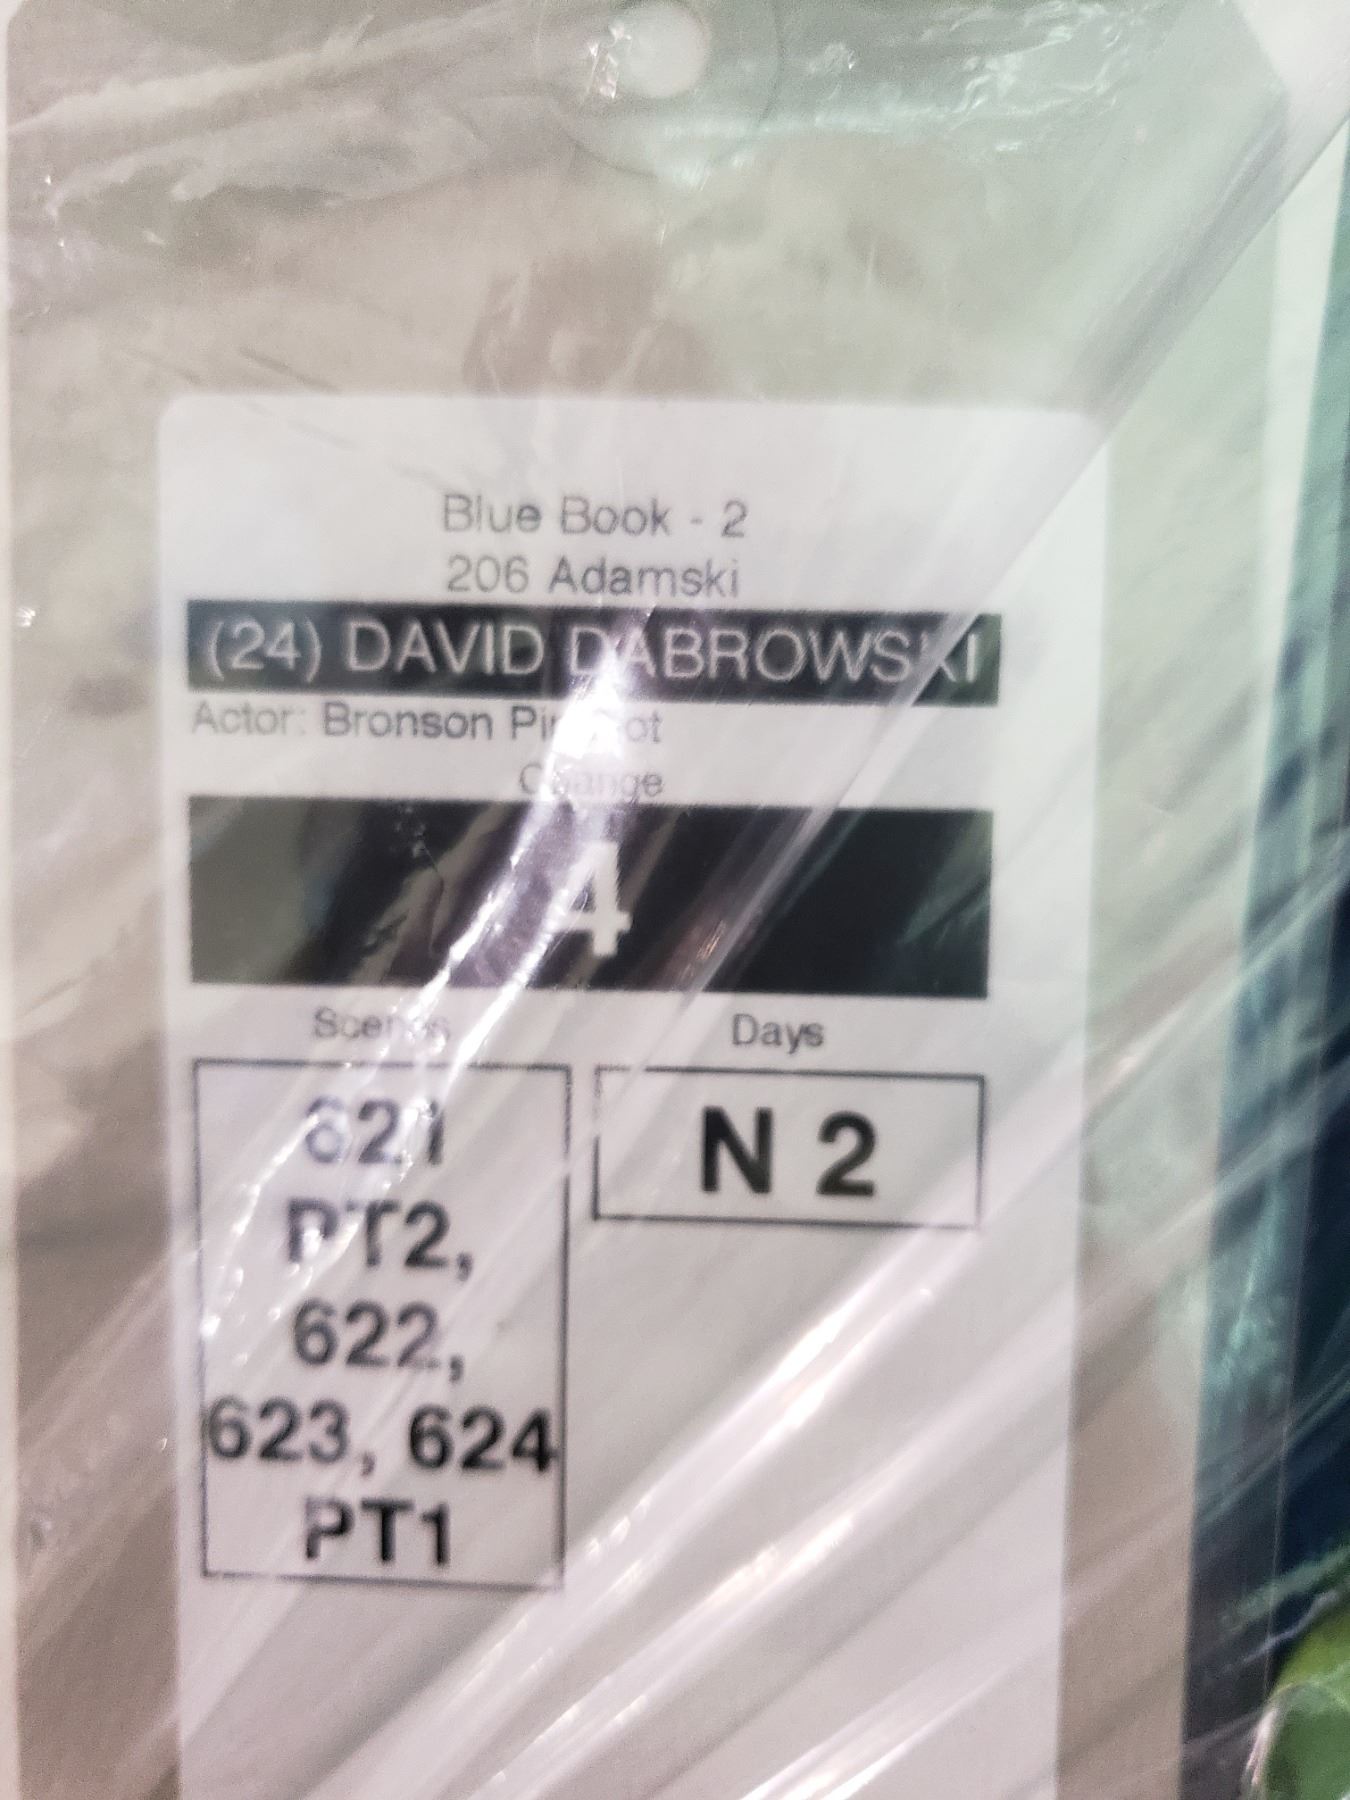 Blue Book - 2
206 Adamski
(24) DAVID DABROWSKI
Actor: Bronson
Change
4
Scenes Days
621 N 2
PT2,
622,
623, 624
PT1